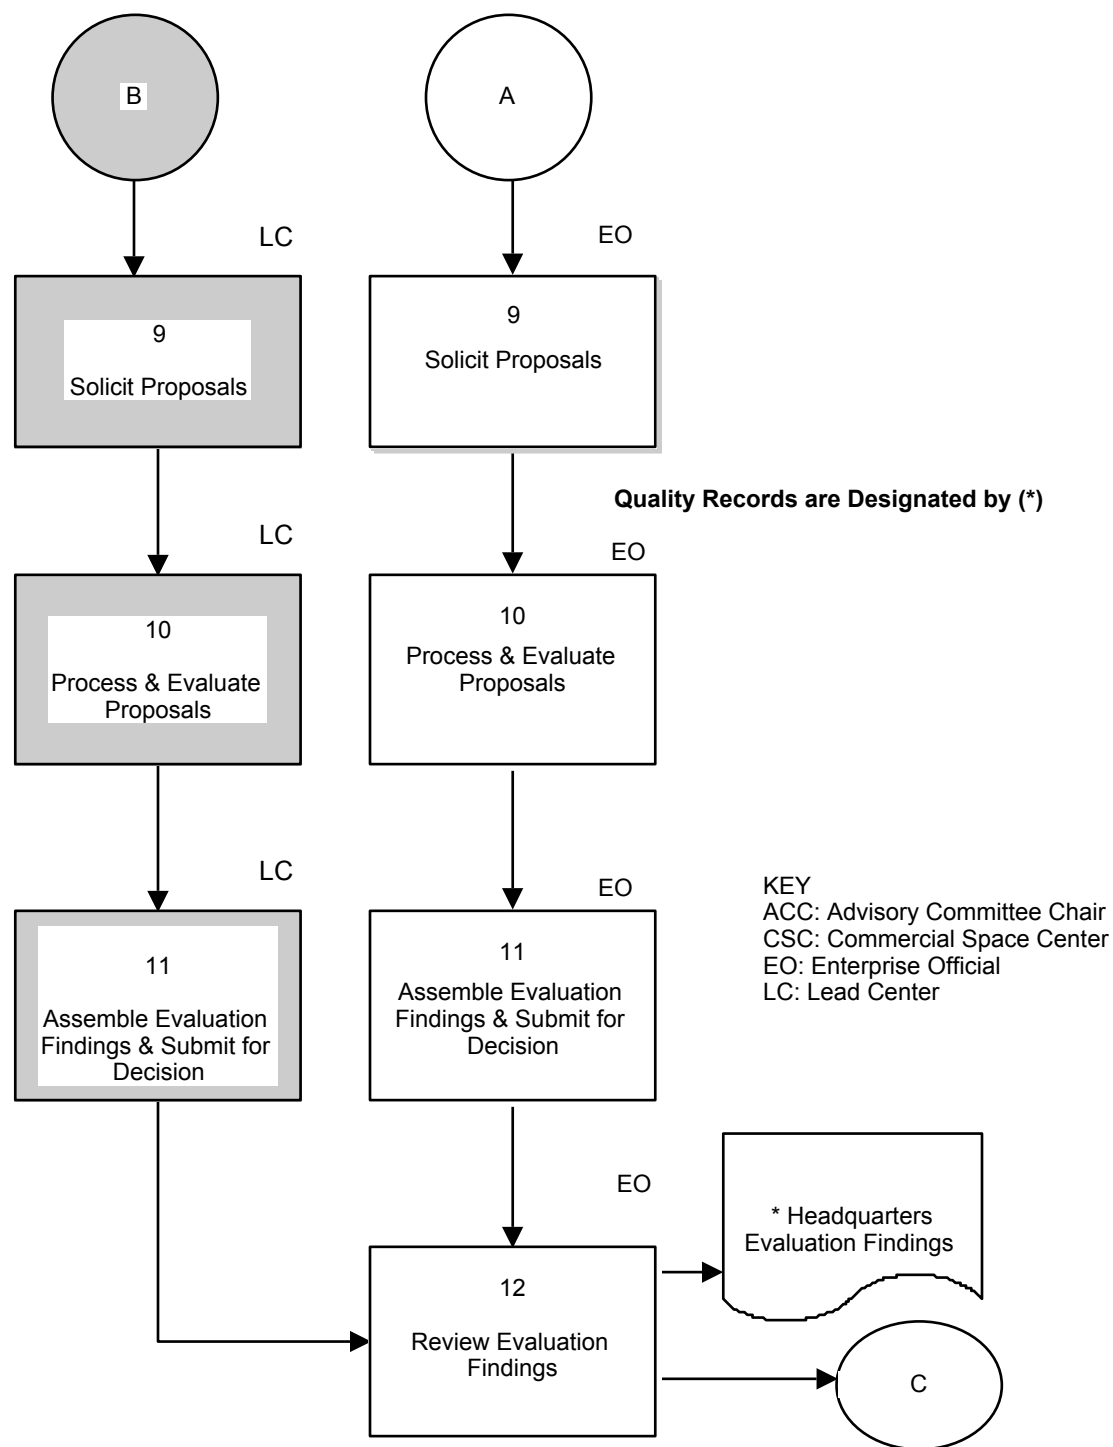 B
A
LC
EO
9
Solicit Proposals
9
Solicit Proposals
Quality Records are Designated by (*)
LC
EO
10
Process & Evaluate
Proposals
10
Process & Evaluate
Proposals
LC
EO
11
Assemble Evaluation
Findings & Submit for
Decision
11
Assemble Evaluation
Findings & Submit for
Decision
KEY
ACC: Advisory Committee Chair
CSC: Commercial Space Center
EO: Enterprise Official
LC: Lead Center
EO
* Headquarters
Evaluation Findings
12
Review Evaluation
Findings
C